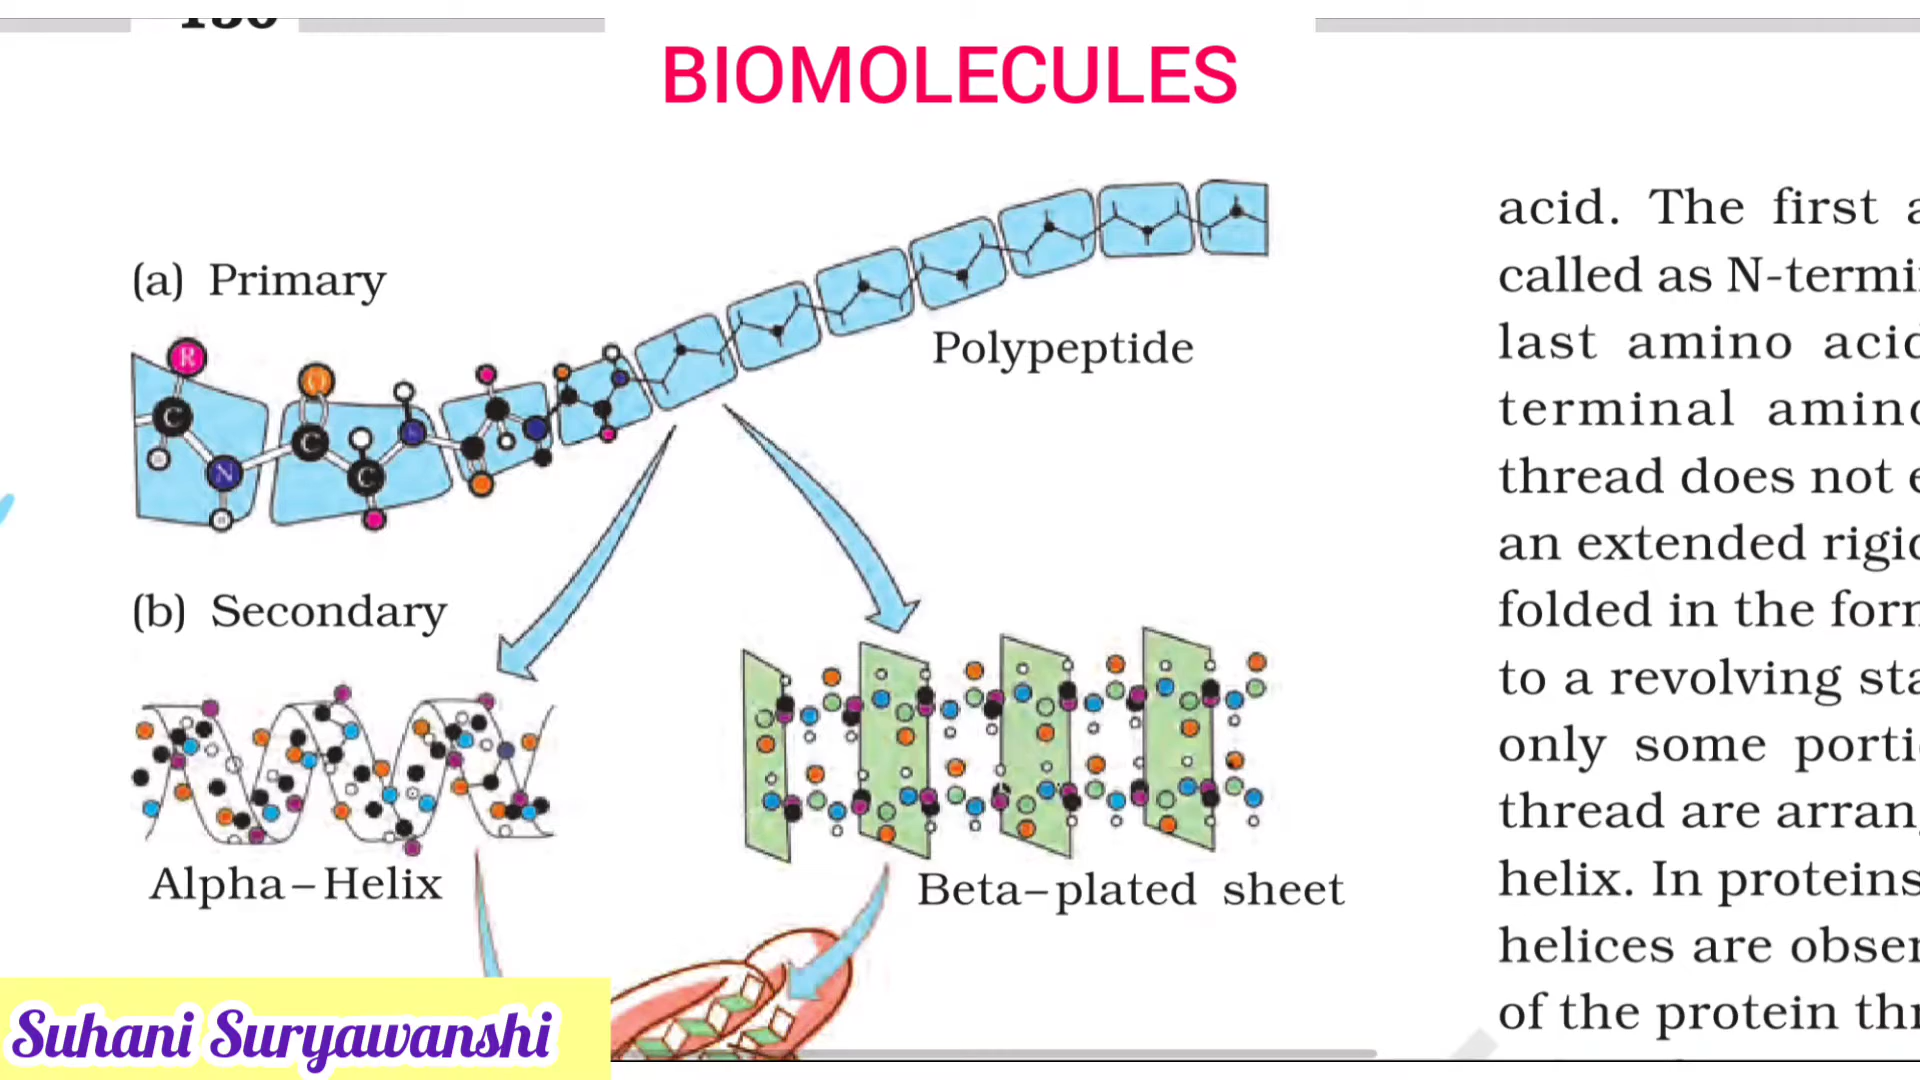 BIOMOLECULES
(a) Primary
R
O
C
C
N
C
Polypeptide
(b) Secondary
Alpha–Helix
Beta–plated sheet
acid. The first
called as N-termi
last amino acid
terminal amino
thread does not
an extended rigid
folded in the form
to a revolving sta
only some porti
thread are arrang
helix. In proteins
helices are obser
of the protein thr
Suhani Suryawanshi